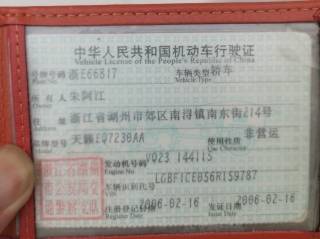 中华人民共和国机动车行驶证
Vehicle License of the People's Republic of China
号牌号码 浙E66817 车辆类型 轿车
Vehicle Type
所有人 朱阿江
Owner
住址 浙江省湖州市郊区南浔镇南东街214号
品牌型号 天籁EQ7230AA 使用性质 非营运
Use Character
发动机号码 VQ23 144115
Engine No
车辆识别代号 LGBF1CE056R159787
VIN
注册登记日期 2006-02-16 发证日期 2006-02-16
Register Date Issue Date